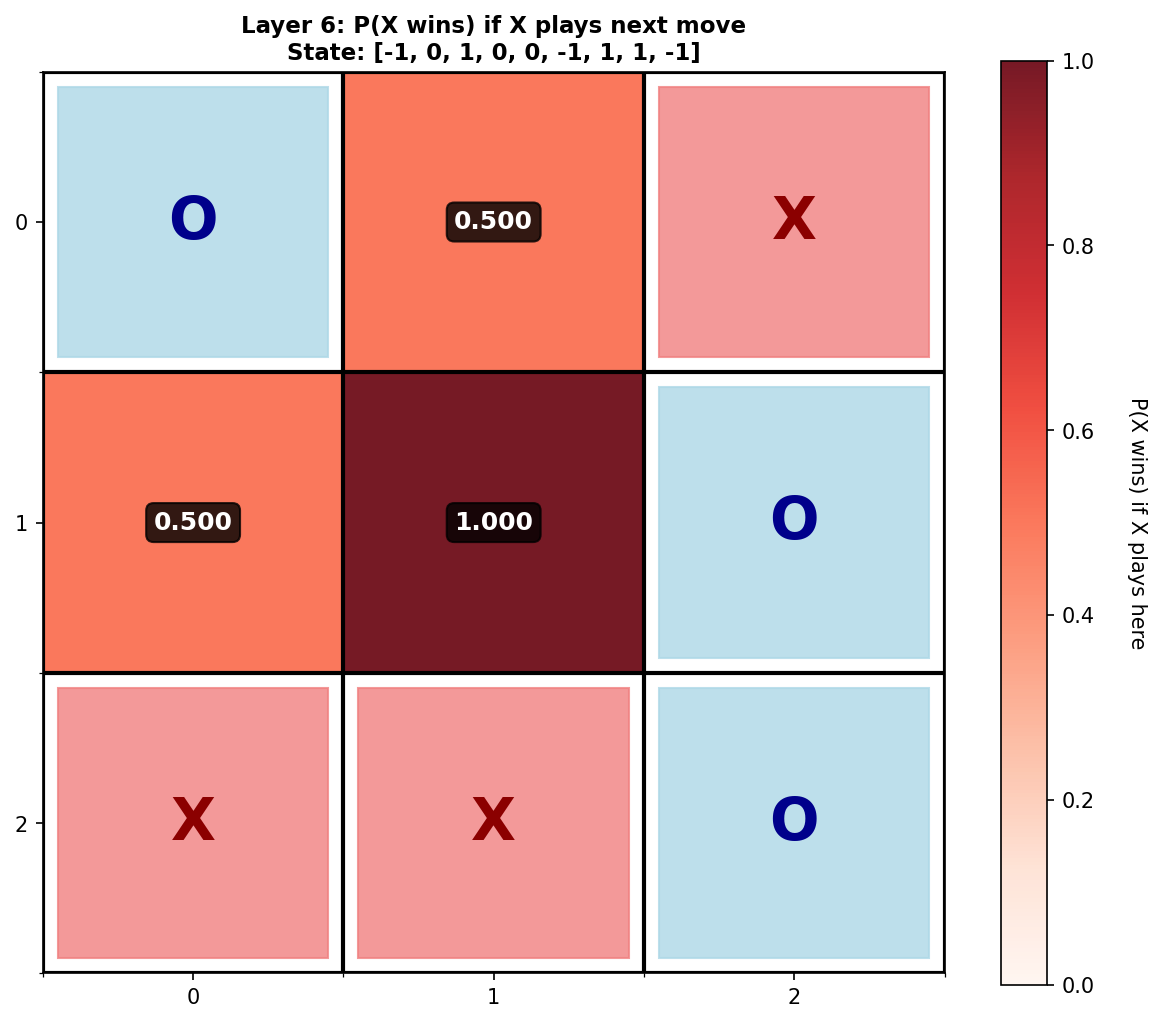 Layer 6: P(X wins) if X plays next move
State: [-1, 0, 1, 0, 0, -1, 1, 1, -1]
0
O
0.500
X
1
0.500
1.000
O
2
X
X
O
0
1
2
1.0
0.8
0.6
0.4
0.2
0.0
P(X wins) if X plays here